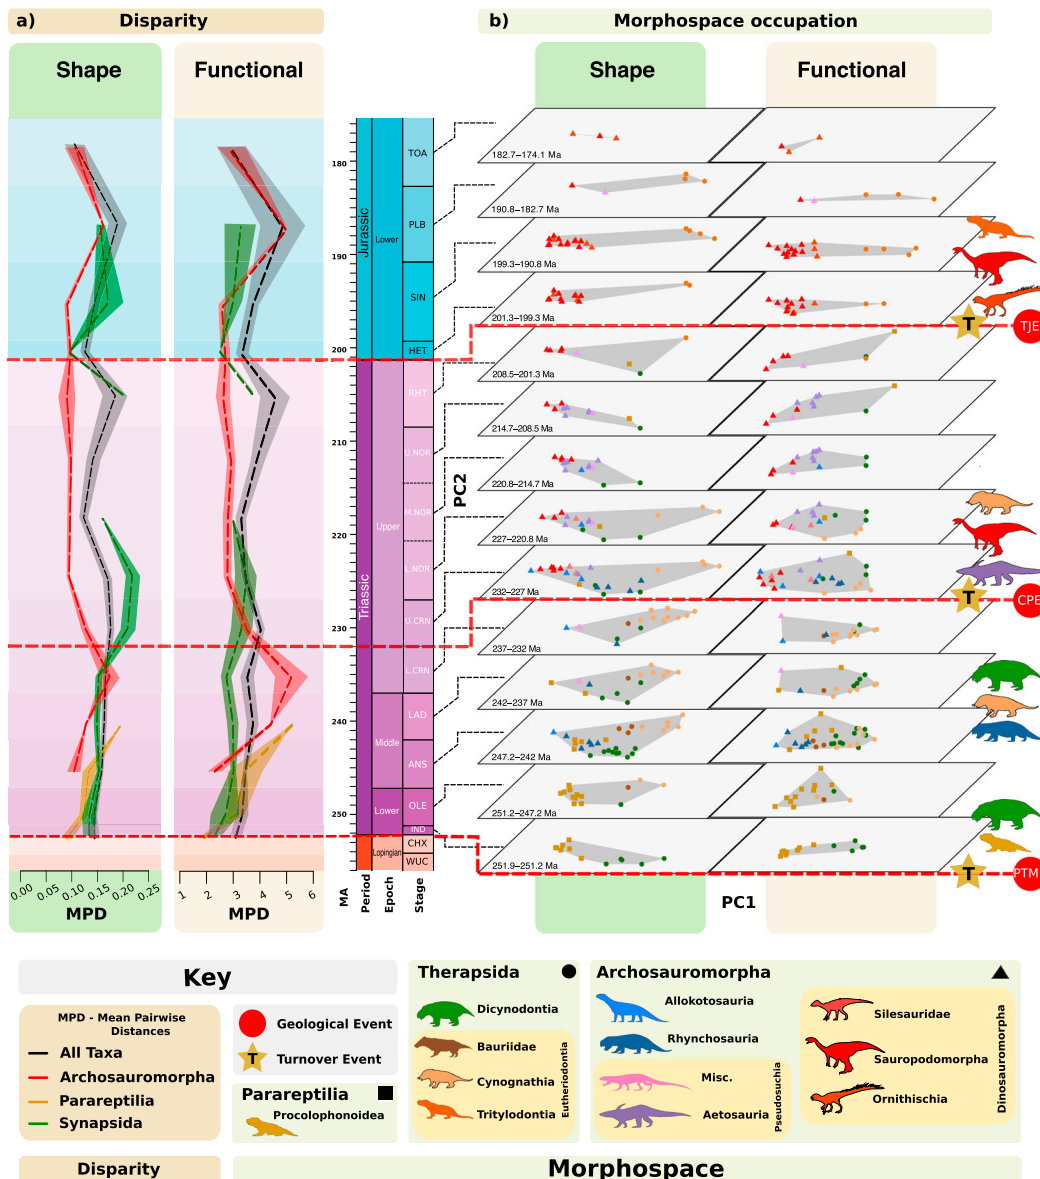 a)
Disparity
b)
Morphospace occupation
Shape
Functional
Shape
Functional
180
190
200
210
220
230
240
250
Jurassic
Triassic
Lower
Upper
Middle
Lower
Lopingian
TOA
PLB
SIN
HET
RHT
U.NOR
M.NOR
L.NOR
U.CRN
L.CRN
LAD
ANS
OLE
IND
CHX
WUC
MA
Period
Epoch
Stage
0.00
0.05
0.10
0.15
0.20
0.25
MPD
1
2
3
4
5
6
MPD
PC2
182.7–174.1 Ma
190.8–182.7 Ma
199.3–190.8 Ma
201.3–199.3 Ma
T
TJE
208.5–201.3 Ma
214.7–208.5 Ma
220.8–214.7 Ma
227–220.8 Ma
232–227 Ma
T
CPE
237–232 Ma
242–237 Ma
247.2–242 Ma
251.2–247.2 Ma
251.9–251.2 Ma
T
PTM
PC1
Key
MPD - Mean Pairwise
Distances
All Taxa
Archosauromorpha
Parareptilia
Synapsida
Geological Event
T
Turnover Event
Parareptilia
Procolophonoidea
Therapsida
Dicynodontia
Bauriidae
Cynognathia
Tritylodontia
Eutheriodontia
Archosauromorpha
Allokotosauria
Rhynchosauria
Misc.
Aetosauria
Pseudosuchia
Silesauridae
Sauropodomorpha
Ornithischia
Dinosauromorpha
Disparity
Morphospace